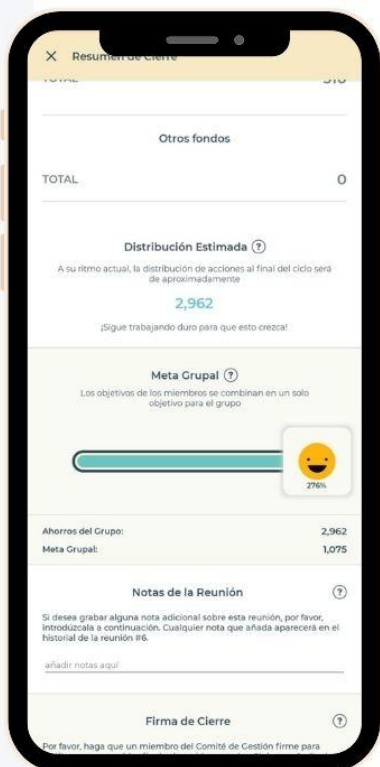 Resumen de Cierre
TOTAL
Otros fondos
TOTAL 0
Distribución Estimada ?
A su ritmo actual, la distribución de acciones al final del ciclo será
de aproximadamente
2,962
¡Sigue trabajando duro para que esto crezca!
Meta Grupal ?
Los objetivos de los miembros se combinan en un solo
objetivo para el grupo
276%
Ahorros del Grupo: 2,962
Meta Grupal: 1,075
Notas de la Reunión ?
Si desea grabar alguna nota adicional sobre esta reunión, por favor,
introdúzcala a continuación. Cualquier nota que añada aparecerá en el
historial de la reunión #6.
añadir notas aquí
Firma de Cierre ?
Por favor, haga que un miembro del Comité de Gestión firme para